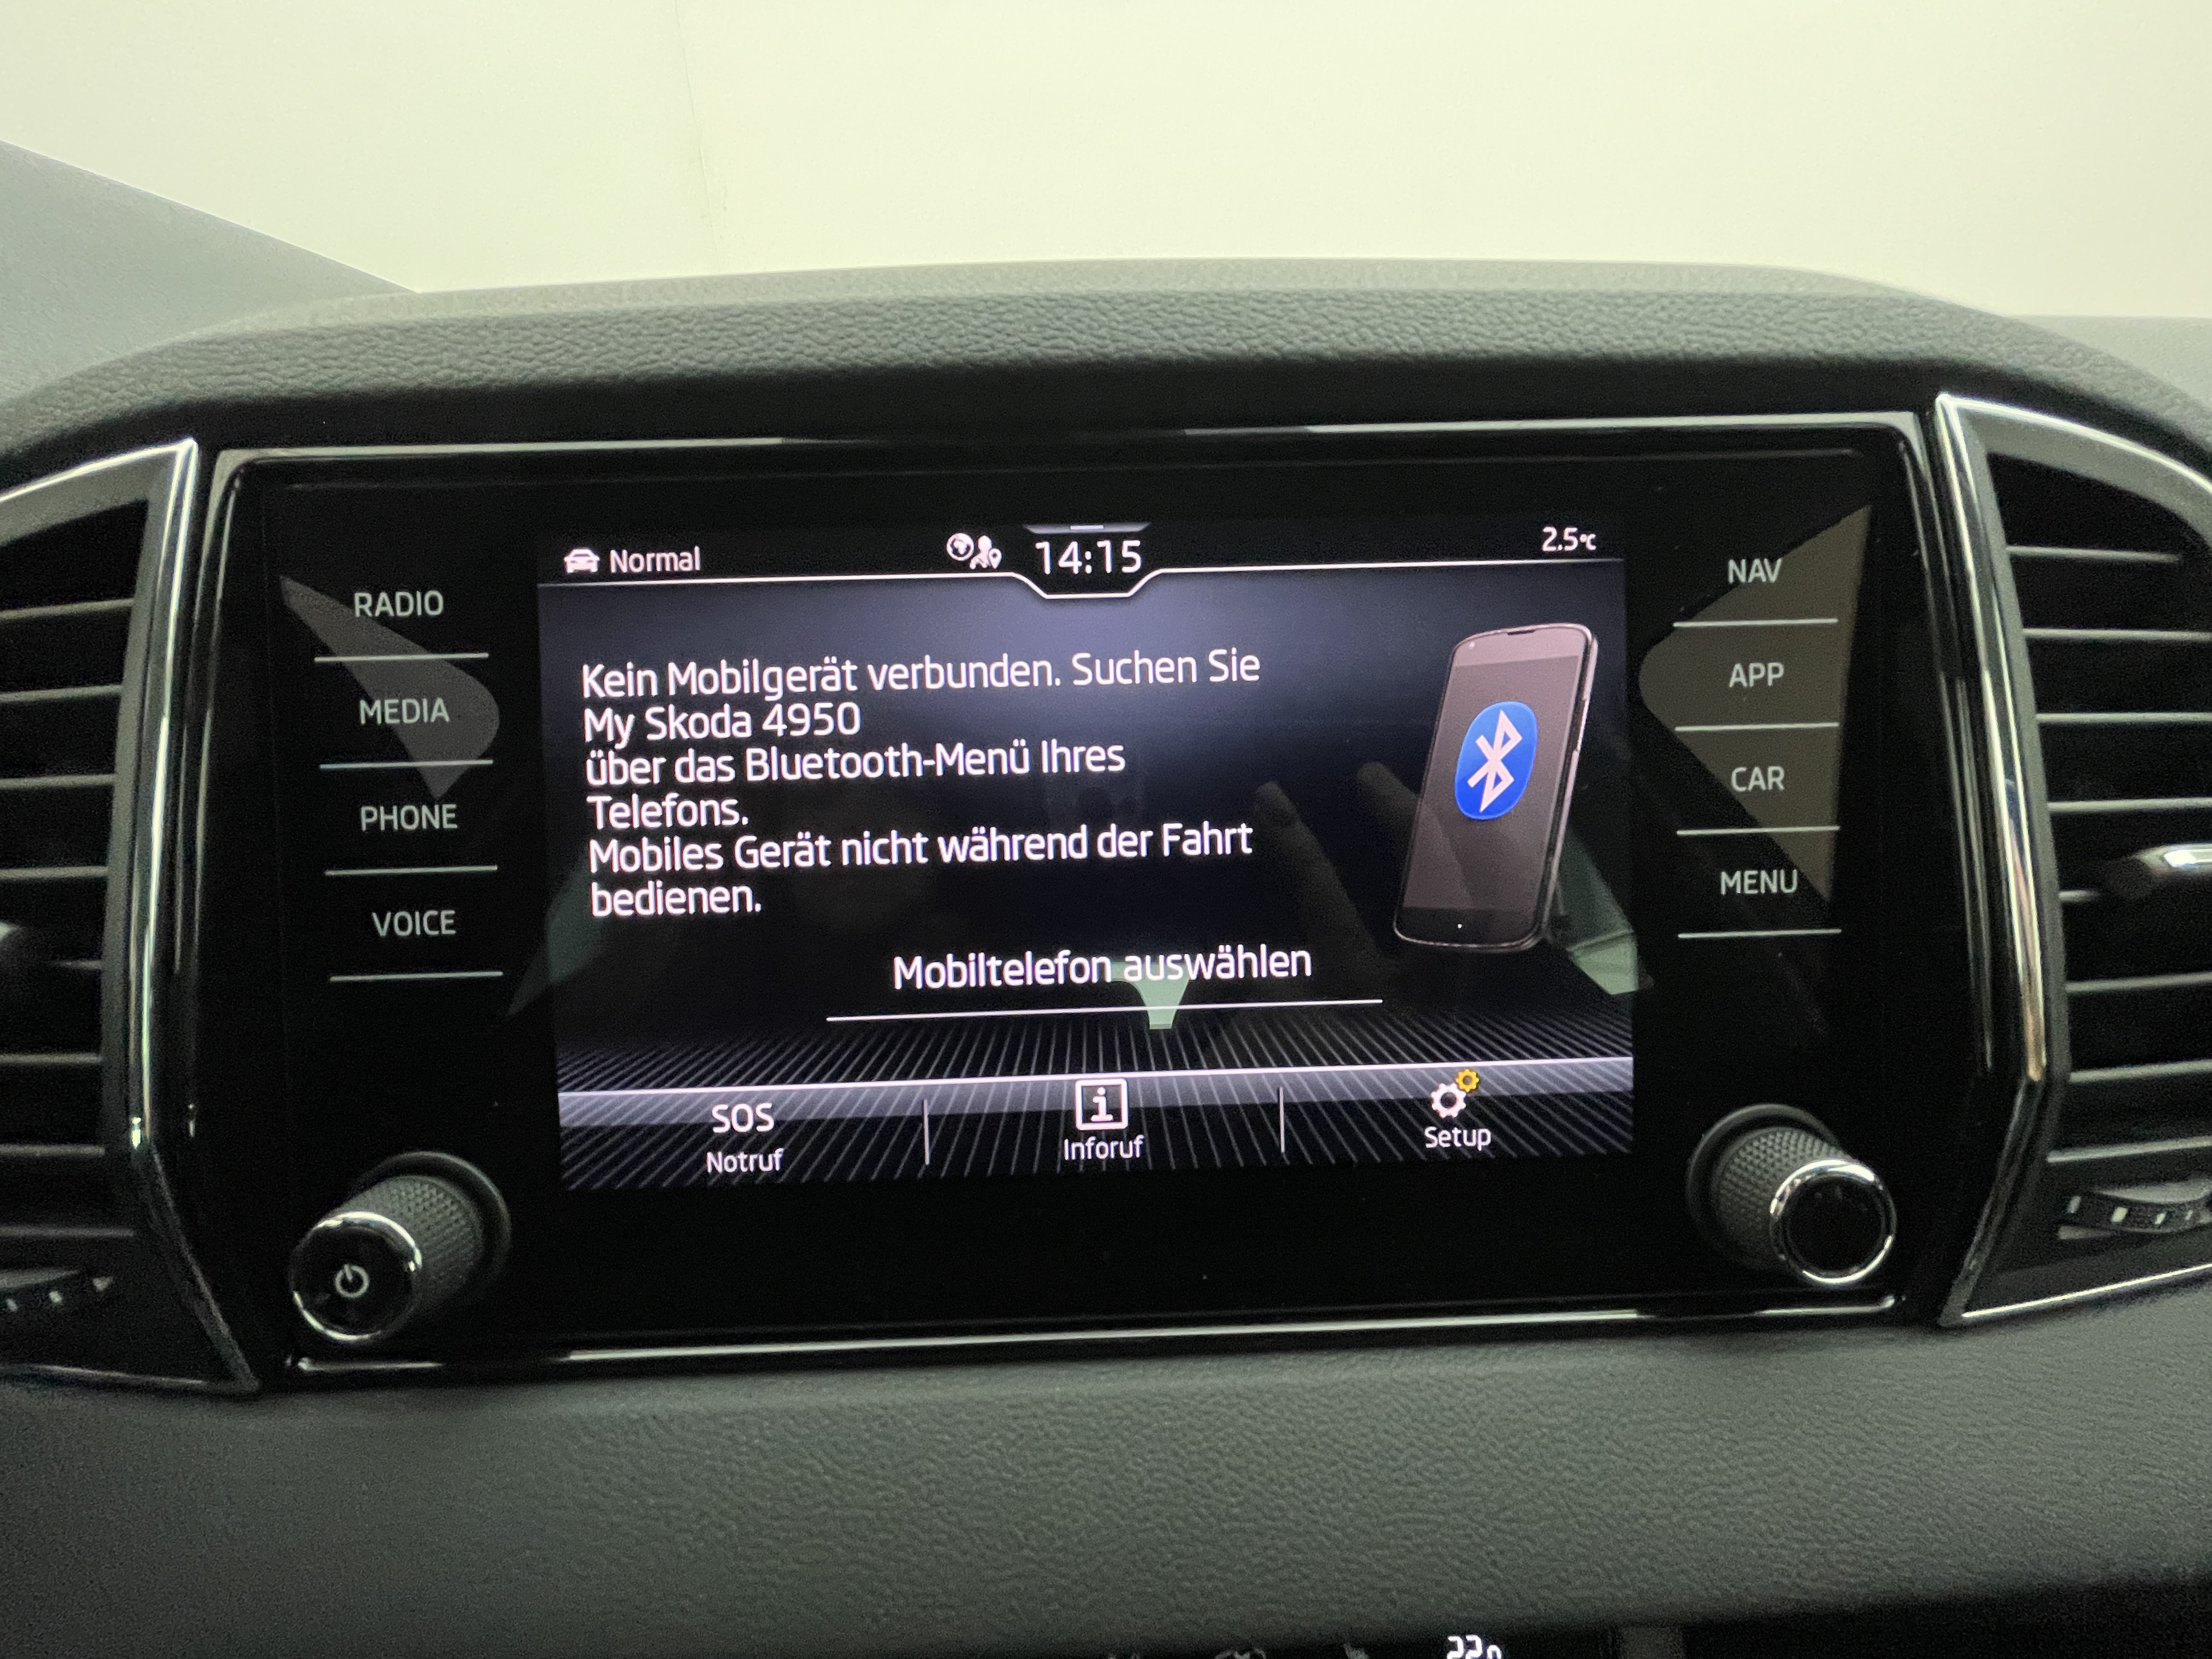 Normal
14:15
2.5°C
RADIO
MEDIA
PHONE
VOICE
Kein Mobilgerät verbunden. Suchen Sie
My Skoda 4950
über das Bluetooth-Menü Ihres
Telefons.
Mobiles Gerät nicht während der Fahrt
bedienen.
Mobiltelefon auswählen
SOS
Notruf
Inforuf
Setup
NAV
APP
CAR
MENU